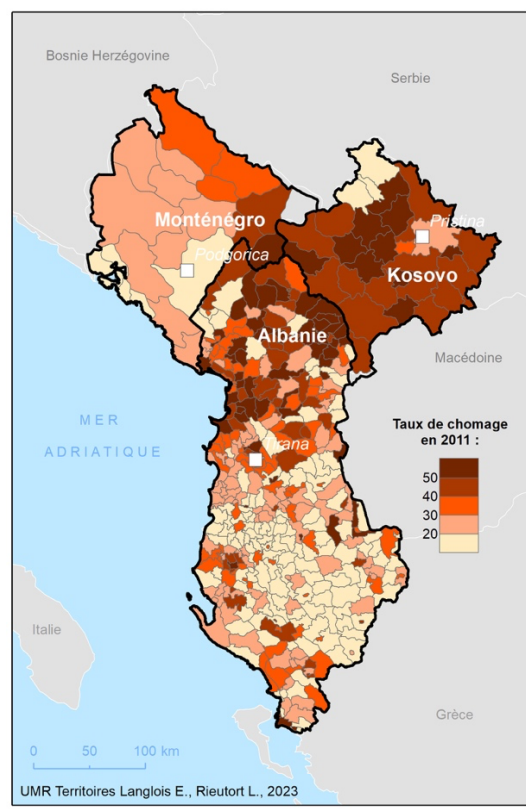 Bosnie Herzégovine
Serbie
Monténégro
Pristina
Podgorica
Kosovo
Albanie
Macédoine
MER
ADRIATIQUE
Taux de chomage
en 2011 :
50
40
30
20
Tirana
Italie
Grèce
0 50 100 km
UMR Territoires Langlois E., Rieutort L., 2023